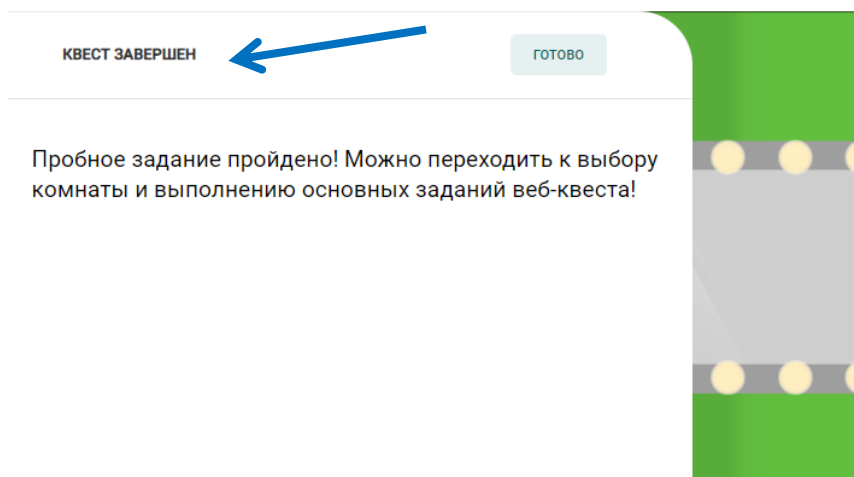 КВЕСТ ЗАВЕРШЕН
ГОТОВО
Пробное задание пройдено! Можно переходить к выбору
комнаты и выполнению основных заданий веб-квеста!